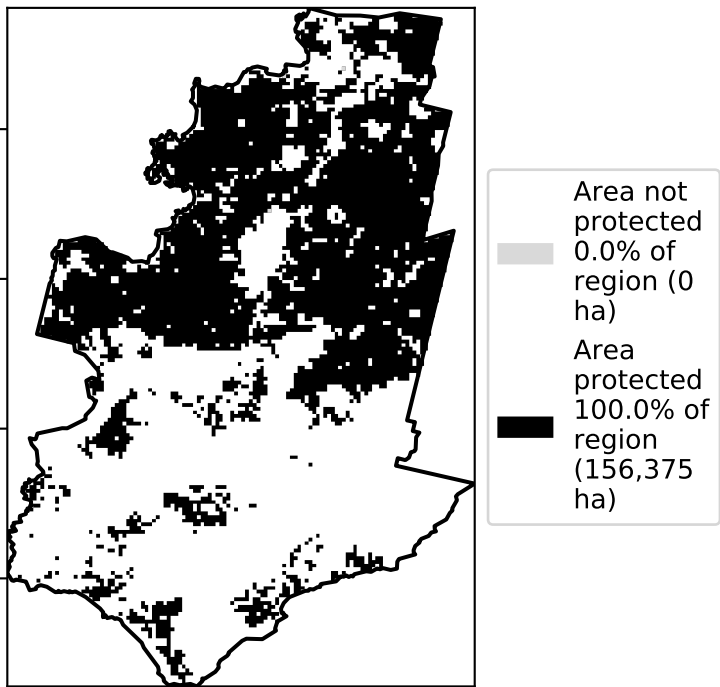 Area not
protected
0.0% of
region (0
ha)
Area
protected
100.0% of
region
(156,375
ha)